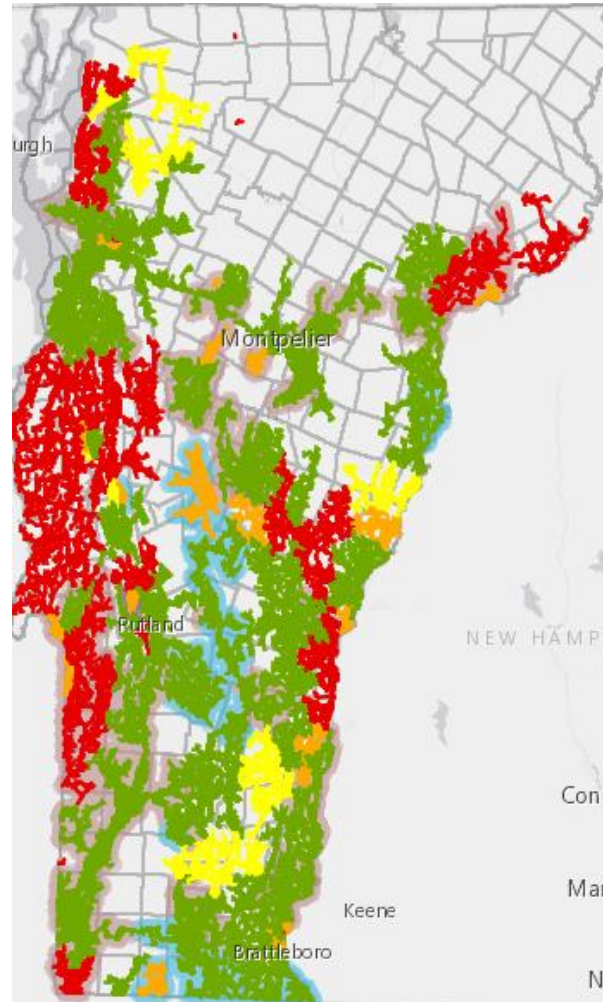 urgh
Montpelier
Rutland
NEW HAMP
Con
Mar
Keene
Brattleboro
N